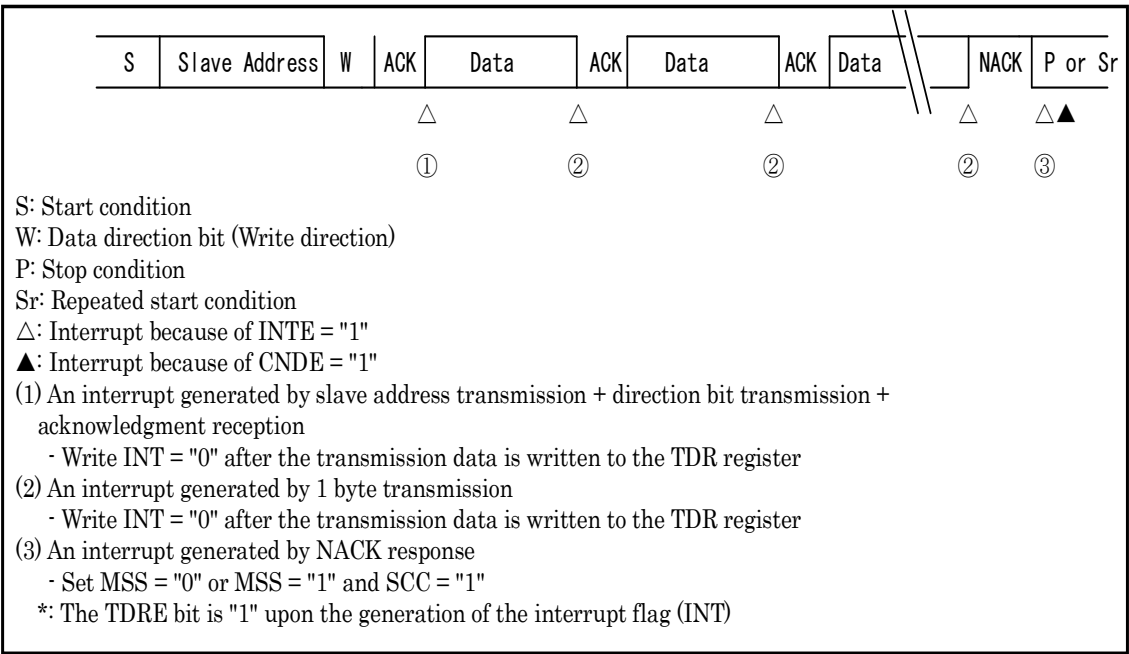 S Slave Address W ACK Data ACK Data ACK Data NACK P or Sr
△ △ △ △ △▲
① ② ② ② ③
S: Start condition
W: Data direction bit (Write direction)
P: Stop condition
Sr: Repeated start condition
△: Interrupt because of INTE = "1"
▲: Interrupt because of CNDE = "1"
(1) An interrupt generated by slave address transmission + direction bit transmission +
acknowledgment reception
- Write INT = "0" after the transmission data is written to the TDR register
(2) An interrupt generated by 1 byte transmission
- Write INT = "0" after the transmission data is written to the TDR register
(3) An interrupt generated by NACK response
- Set MSS = "0" or MSS = "1" and SCC = "1"
*: The TDRE bit is "1" upon the generation of the interrupt flag (INT)